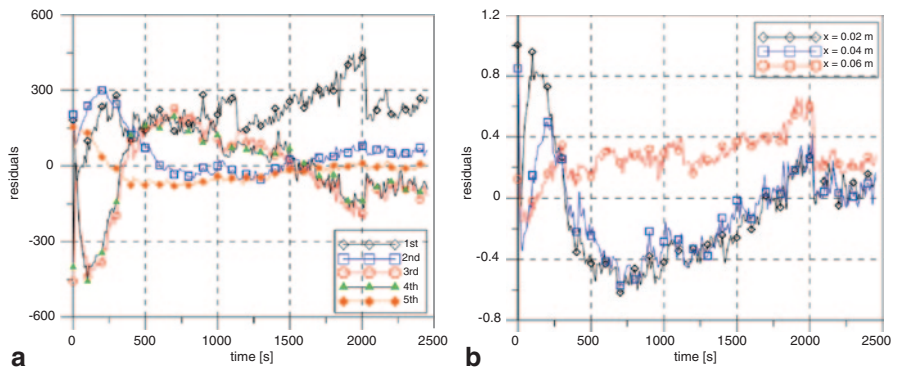 600
300
0
-300
-600
residuals
0
500
1000
1500
2000
2500
time [s]
1st
2nd
3rd
4th
5th
a
1.2
0.8
0.4
0
-0.4
-0.8
residuals
0
500
1000
1500
2000
2500
time [s]
x = 0.02 m
x = 0.04 m
x = 0.06 m
b